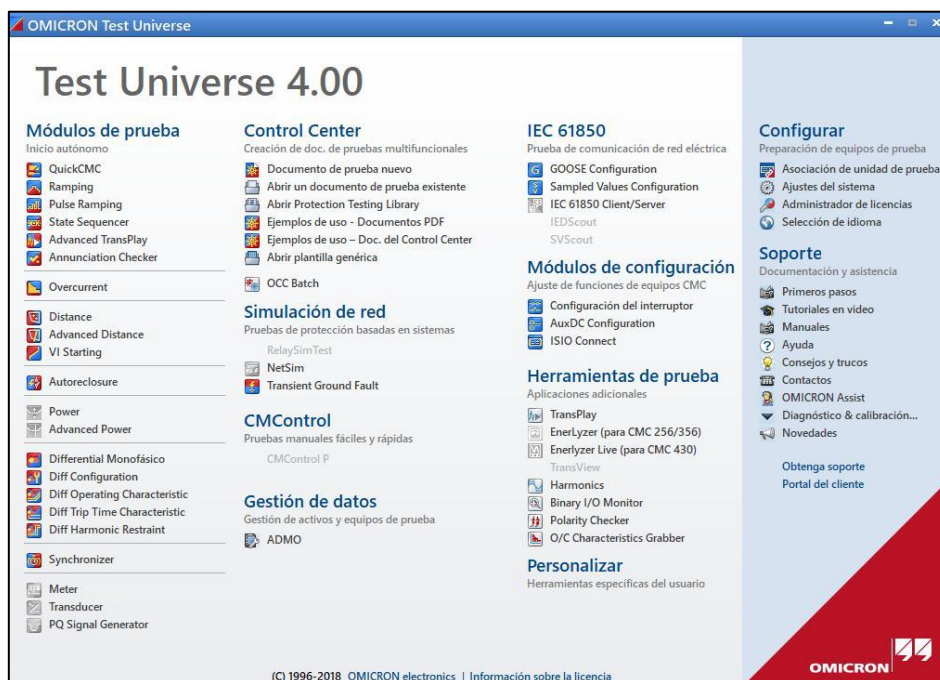 OMICRON Test Universe
Test Universe 4.00
Módulos de prueba
Inicio autónomo
QuickCMC
Ramping
Pulse Ramping
State Sequencer
Advanced TransPlay
Annunciation Checker
Overcurrent
Distance
Advanced Distance
VI Starting
Autoreclosure
Power
Advanced Power
Differential Monofásico
Diff Configuration
Diff Operating Characteristic
Diff Trip Time Characteristic
Diff Harmonic Restraint
Synchronizer
Meter
Transducer
PQ Signal Generator
Control Center
Creación de doc. de pruebas multifuncionales
Documento de prueba nuevo
Abrir un documento de prueba existente
Abrir Protection Testing Library
Ejemplos de uso - Documentos PDF
Ejemplos de uso – Doc. del Control Center
Abrir plantilla genérica
OCC Batch
Simulación de red
Pruebas de protección basadas en sistemas
RelaySimTest
NetSim
Transient Ground Fault
CMControl
Pruebas manuales fáciles y rápidas
CMControl P
Gestión de datos
Gestión de activos y equipos de prueba
ADMO
IEC 61850
Prueba de comunicación de red eléctrica
GOOSE Configuration
Sampled Values Configuration
IEC 61850 Client/Server
IEDScout
SVScout
Módulos de configuración
Ajuste de funciones de equipos CMC
Configuración del interruptor
AuxDC Configuration
ISIO Connect
Herramientas de prueba
Aplicaciones adicionales
TransPlay
EnerLyzer (para CMC 256/356)
Enerlyzer Live (para CMC 430)
TransView
Harmonics
Binary I/O Monitor
Polarity Checker
O/C Characteristics Grabber
Personalizar
Herramientas específicas del usuario
Configurar
Preparación de equipos de prueba
Asociación de unidad de prueba
Ajustes del sistema
Administrador de licencias
Selección de idioma
Soporte
Documentación y asistencia
Primeros pasos
Tutoriales en video
Manuales
Ayuda
Consejos y trucos
Contactos
OMICRON Assist
Diagnóstico & calibración...
Novedades
Obtenga soporte
Portal del cliente
OMICRON
(C) 1996-2018 OMICRON electronics | Información sobre la licencia